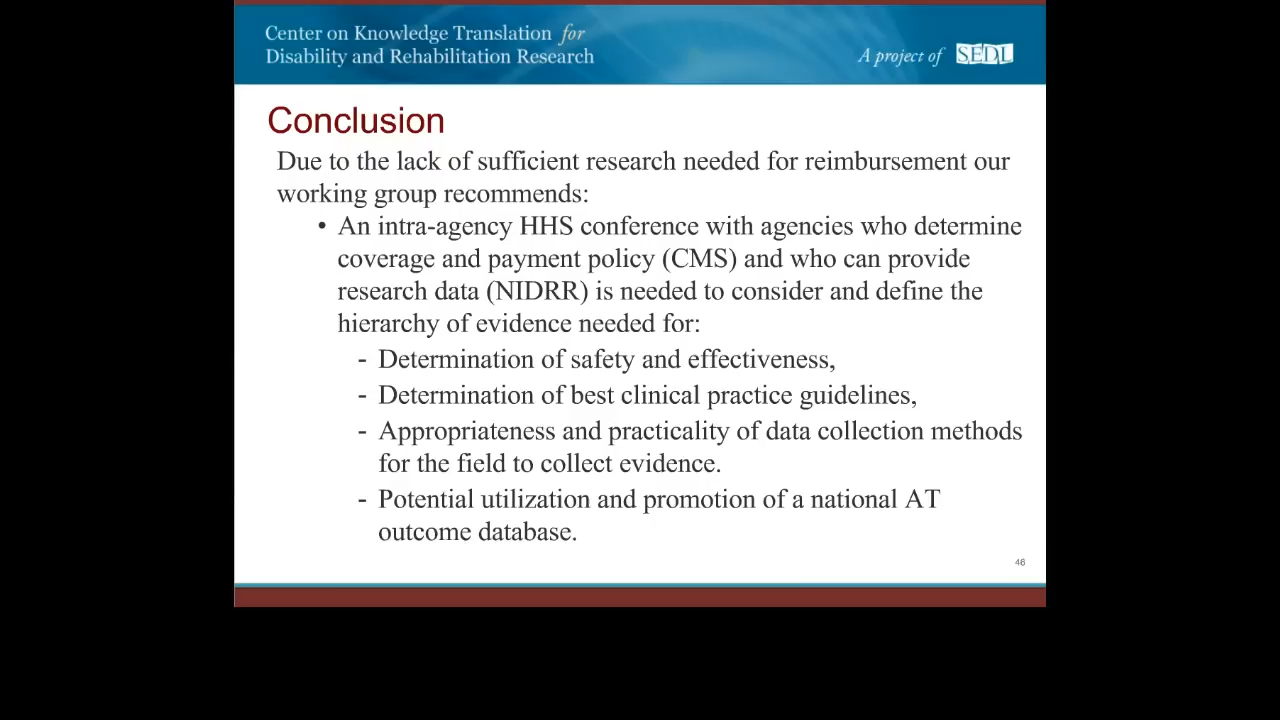 Center on Knowledge Translation for
Disability and Rehabilitation Research
A project of SEDL
Conclusion
Due to the lack of sufficient research needed for reimbursement our
working group recommends:
• An intra-agency HHS conference with agencies who determine
coverage and payment policy (CMS) and who can provide
research data (NIDRR) is needed to consider and define the
hierarchy of evidence needed for:
- Determination of safety and effectiveness,
- Determination of best clinical practice guidelines,
- Appropriateness and practicality of data collection methods
for the field to collect evidence.
- Potential utilization and promotion of a national AT
outcome database.
46